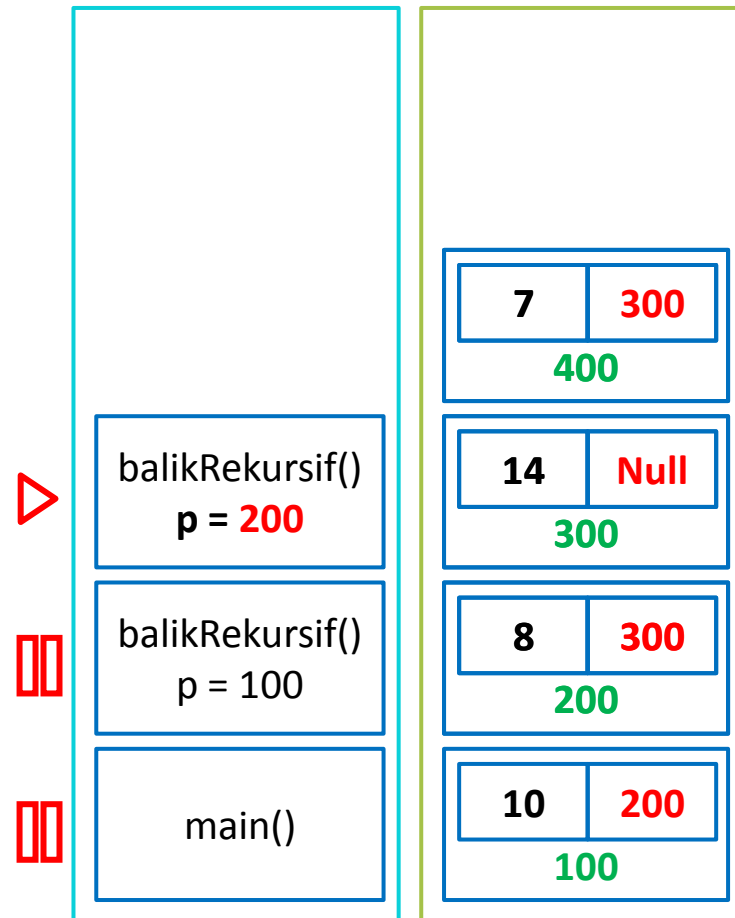 balikRekursif()
p = 200
balikRekursif()
p = 100
main()
7 300
400
14 Null
300
8 300
200
10 200
100